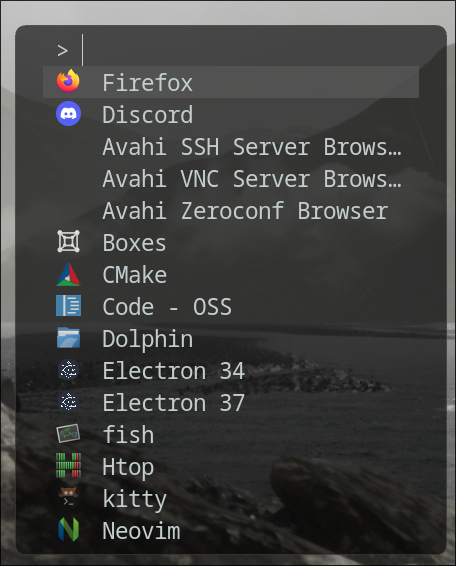 >
Firefox
Discord
Avahi SSH Server Brows…
Avahi VNC Server Brows…
Avahi Zeroconf Browser
Boxes
CMake
Code - OSS
Dolphin
Electron 34
Electron 37
fish
Htop
kitty
Neovim